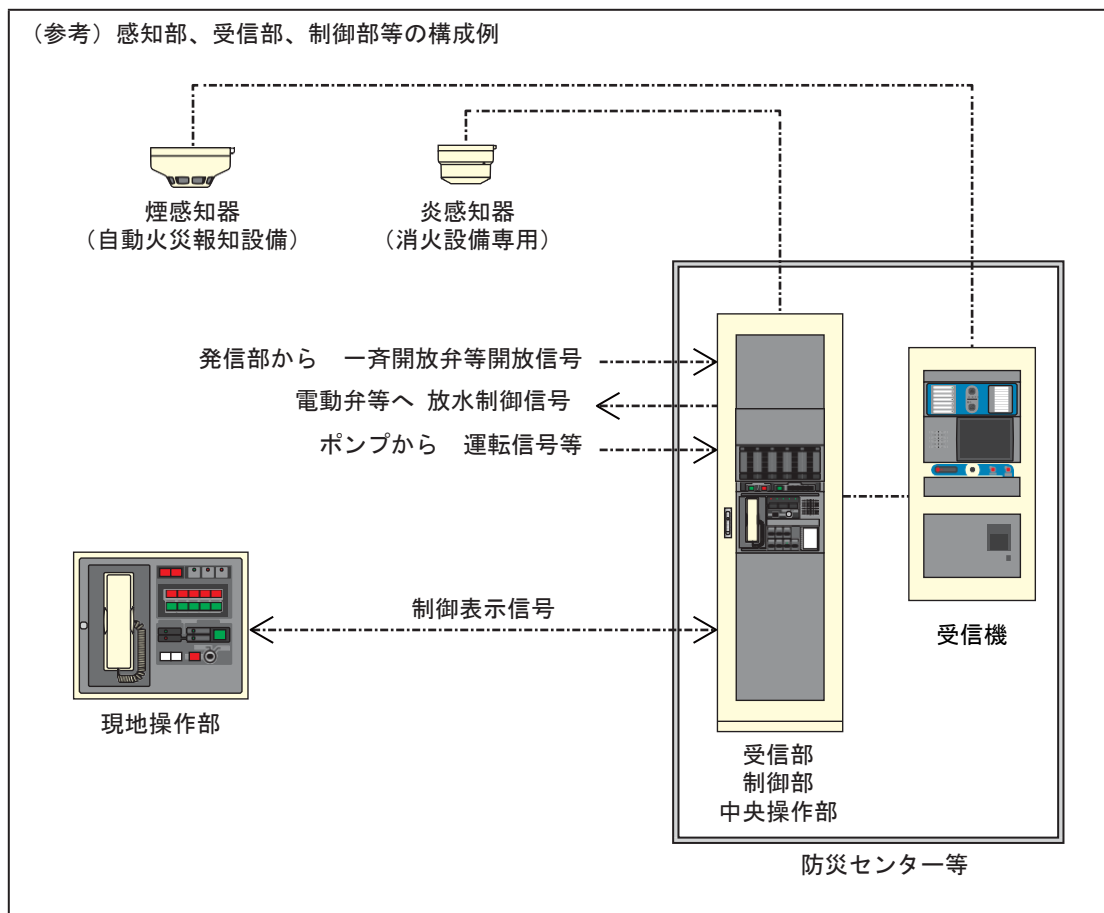 （参考）感知部、受信部、制御部等の構成例
煙感知器
（自動火災報知設備）
炎感知器
（消火設備専用）
発信部から　一斉開放弁等開放信号
電動弁等へ 放水制御信号
ポンプから　運転信号等
制御表示信号
現地操作部
受信機
受信部
制御部
中央操作部
防災センター等